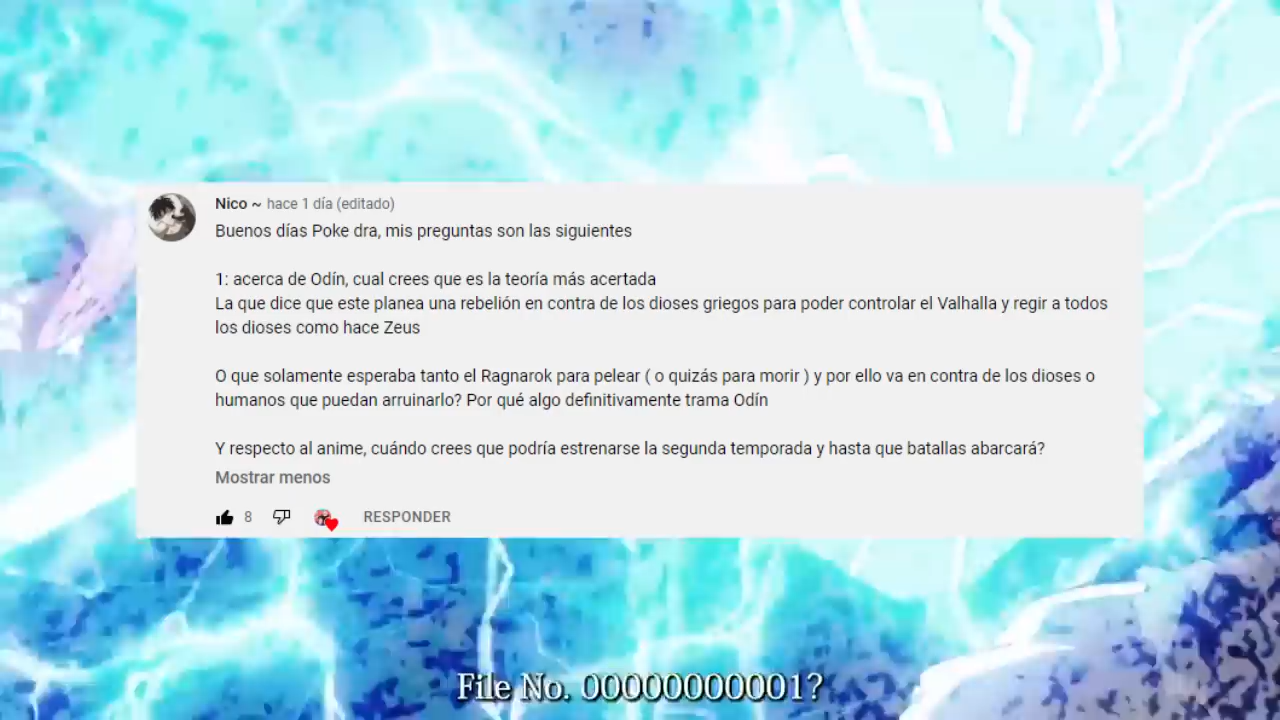 Nico ~ hace 1 día (editado)
Buenos días Poke dra, mis preguntas son las siguientes
1: acerca de Odín, cual crees que es la teoría más acertada
La que dice que este planea una rebelión en contra de los dioses griegos para poder controlar el Valhalla y regir a todos
los dioses como hace Zeus
O que solamente esperaba tanto el Ragnarok para pelear ( o quizás para morir ) y por ello va en contra de los dioses o
humanos que puedan arruinarlo? Por qué algo definitivamente trama Odín
Y respecto al anime, cuándo crees que podría estrenarse la segunda temporada y hasta que batallas abarcará?
Mostrar menos
8 RESPONDER
File No. 00000000001?